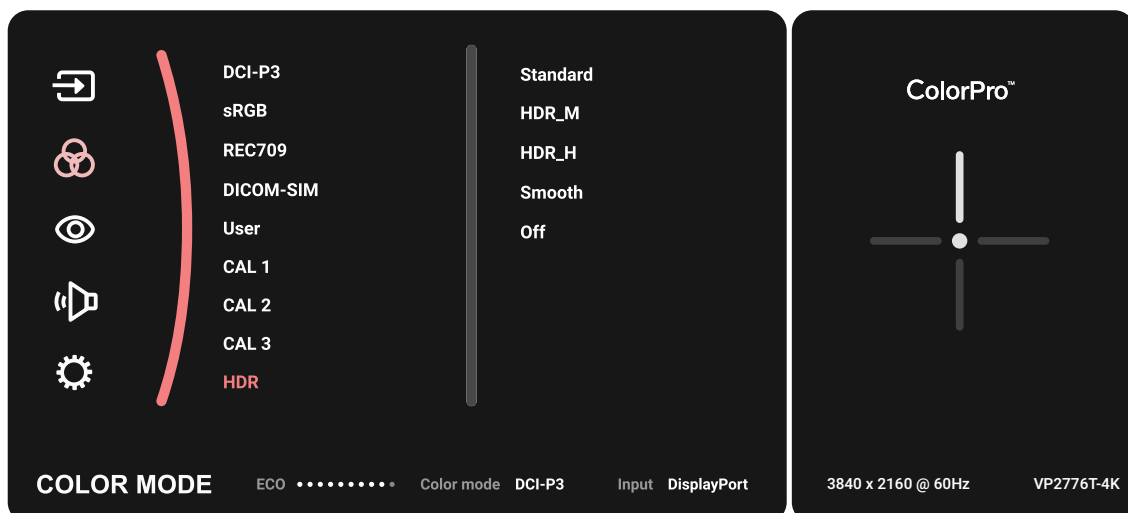 DCI-P3
sRGB
REC709
DICOM-SIM
User
CAL 1
CAL 2
CAL 3
HDR
Standard
HDR_M
HDR_H
Smooth
Off
COLOR MODE
ECO
Color mode DCI-P3
Input DisplayPort
ColorPro™
3840 x 2160 @ 60Hz
VP2776T-4K